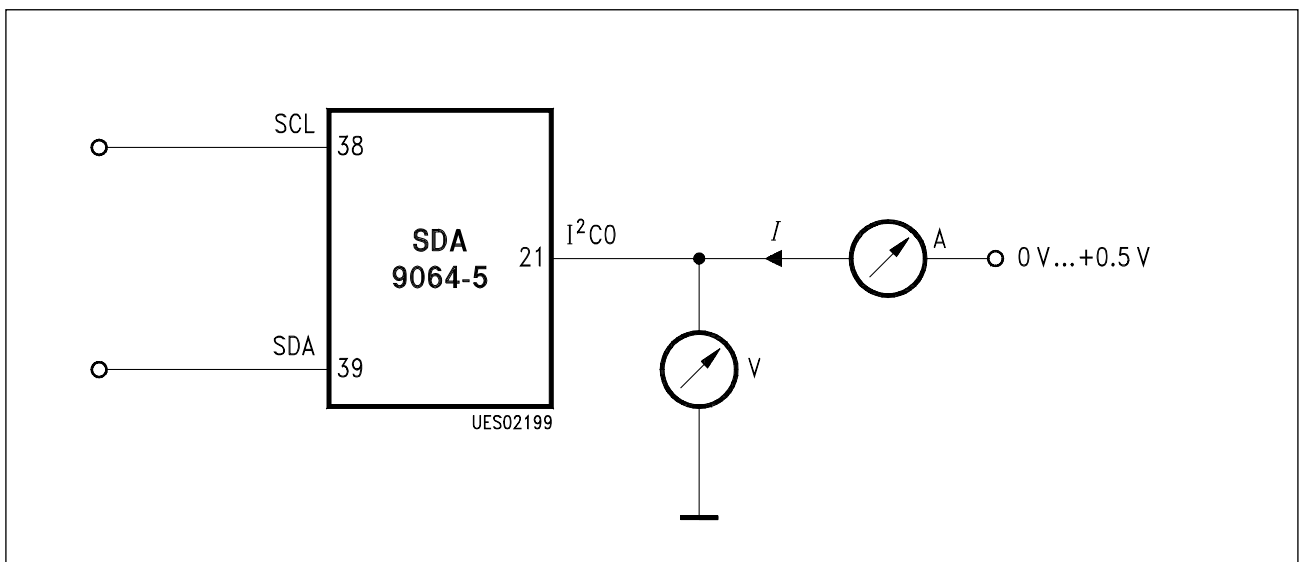 SCL
38
I²C0
I
A
SDA
9064-5
21
0 V...+0.5 V
SDA
39
V
UES02199